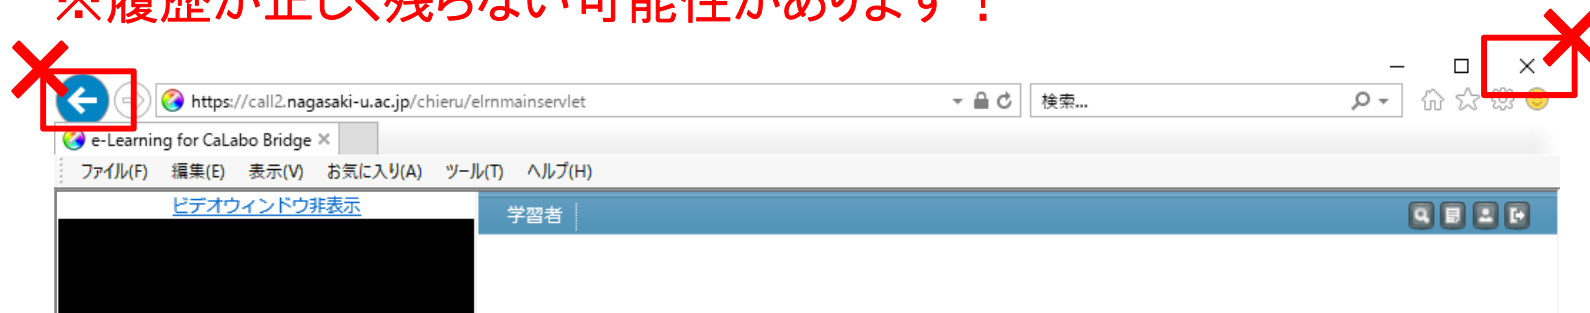 ※履歴が正しく残らない可能性があります！
https://call2.nagasaki-u.ac.jp/chieru/elrnmainservlet
検索...
e-Learning for CaLabo Bridge
ファイル(F) 編集(E) 表示(V) お気に入り(A) ツール(T) ヘルプ(H)
ビデオウィンドウ非表示
学習者